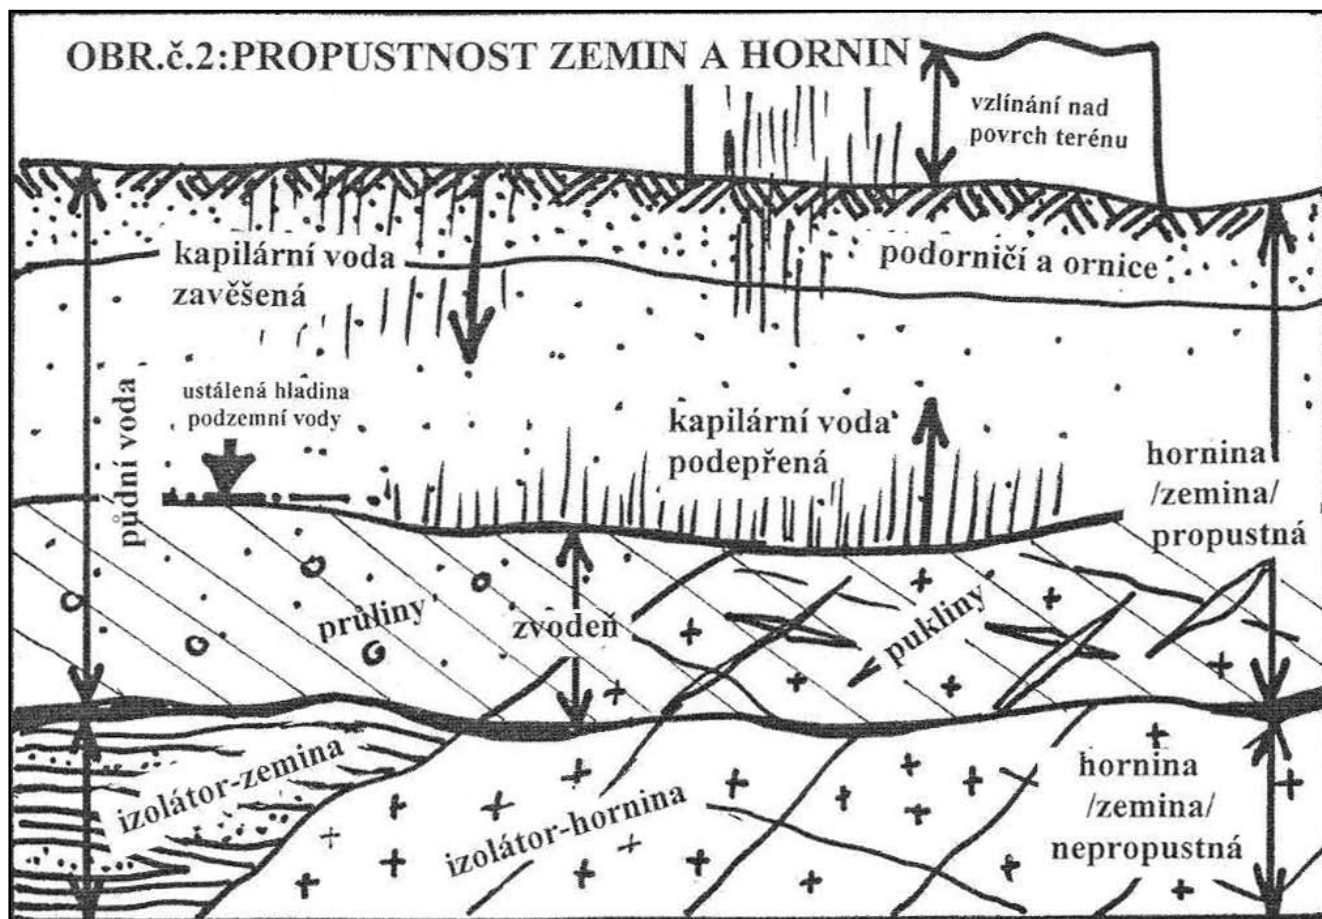 OBR.č.2:PROPUSTNOST ZEMIN A HORNIN
vzlínání nad
povrch terénu
kapilární voda
zavěšená
podorničí a ornice
ustálená hladina
podzemní vody
půdní voda
kapilární voda
podepřená
hornina
/zemina/
propustná
průliny
zvodeň
pukliny
izolátor-zemina
izolátor-hornina
hornina
/zemina/
nepropustná